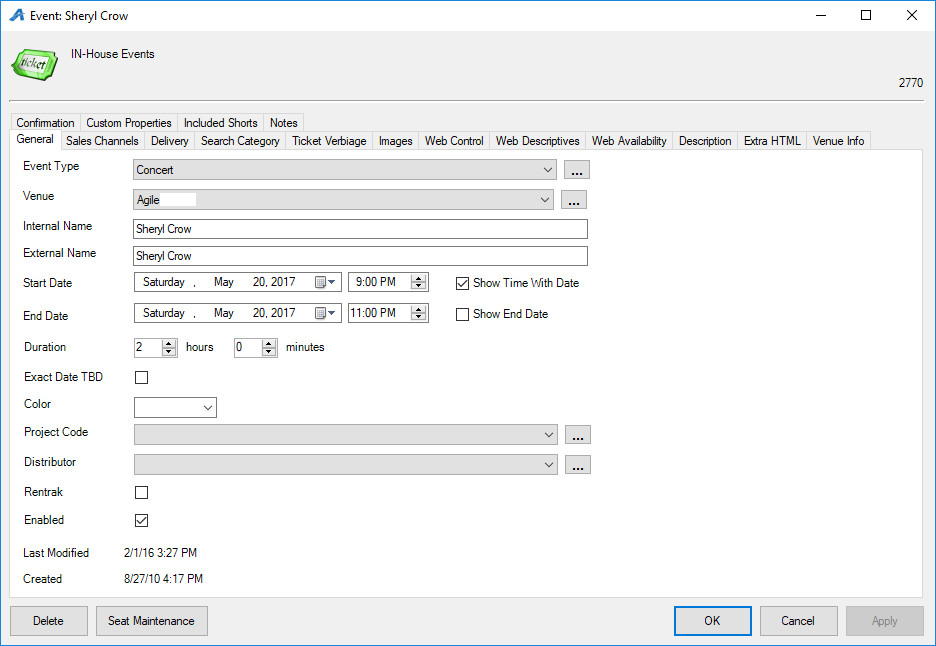 Event: Sheryl Crow
ticket
IN-House Events
2770
Confirmation Custom Properties Included Shorts Notes
General Sales Channels Delivery Search Category Ticket Verbiage Images Web Control Web Descriptives Web Availability Description Extra HTML Venue Info
Event Type Concert ...
Venue Agile ...
Internal Name Sheryl Crow
External Name Sheryl Crow
Start Date Saturday , May 20, 2017 9:00 PM Show Time With Date
End Date Saturday , May 20, 2017 11:00 PM Show End Date
Duration 2 hours 0 minutes
Exact Date TBD
Color
Project Code ...
Distributor ...
Rentrak
Enabled
Last Modified 2/1/16 3:27 PM
Created 8/27/10 4:17 PM
Delete Seat Maintenance OK Cancel Apply